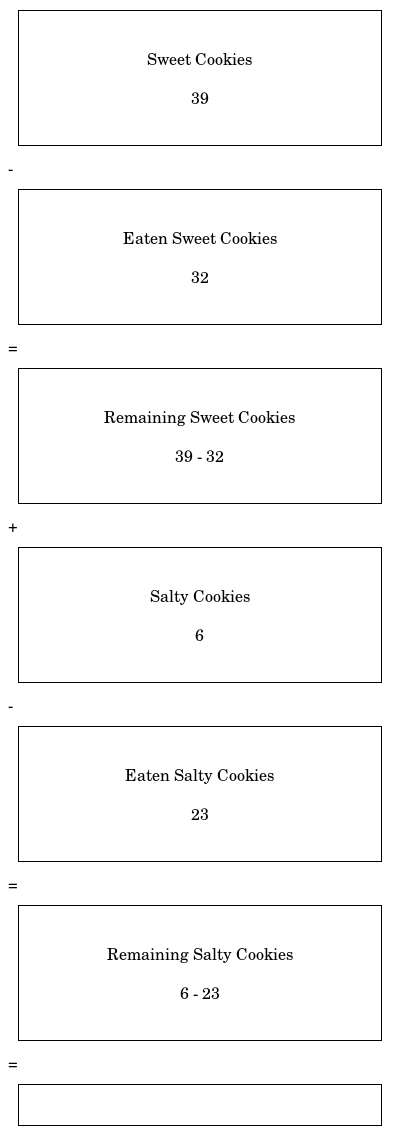 Sweet Cookies
39
-
Eaten Sweet Cookies
32
=
Remaining Sweet Cookies
39 - 32
+
Salty Cookies
6
-
Eaten Salty Cookies
23
=
Remaining Salty Cookies
6 - 23
=